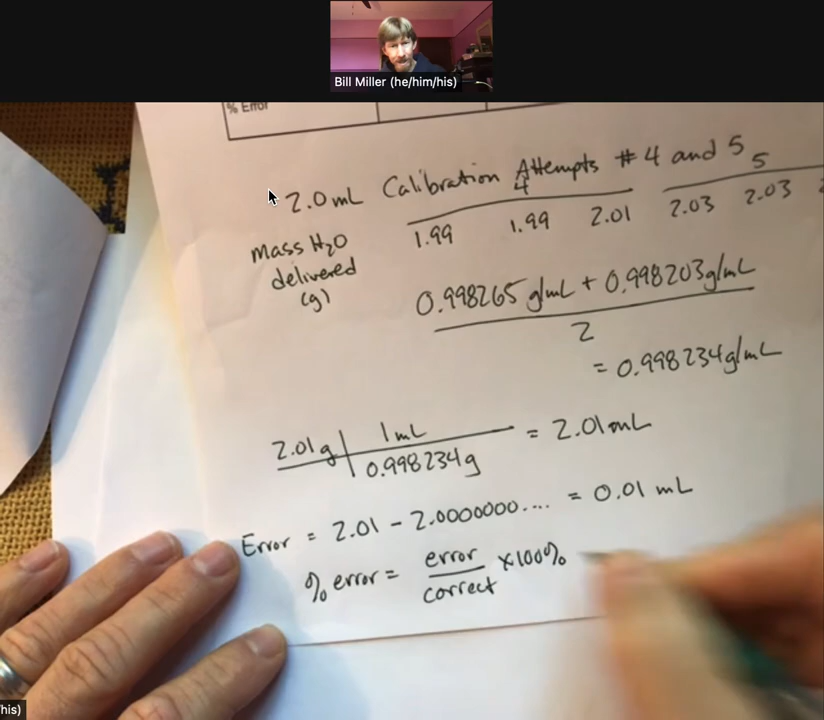 Bill Miller (he/him/his)
% Error
2.0 mL Calibration Attempts #4 and 5
4 5
Mass H2O 1.99 1.99 2.01 2.03 2.03
delivered
(g)
0.998265 g/mL + 0.998203 g/mL
2
= 0.998234 g/mL
2.01 g | 1 mL = 2.01 mL
0.998234 g
Error = 2.01 - 2.0000000.... = 0.01 mL
% error = error x100%
correct
his)